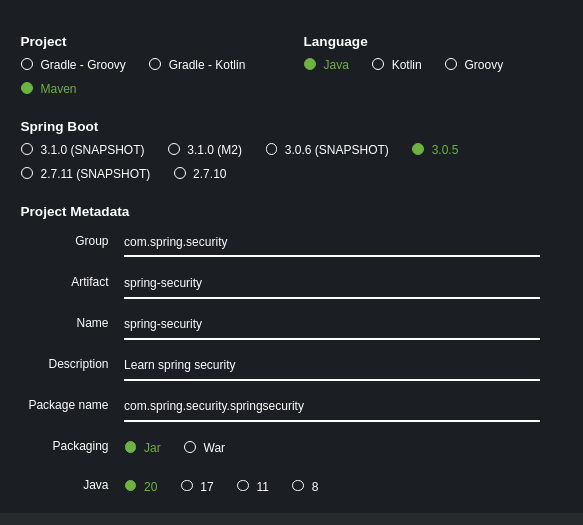 Project
Language
Gradle - Groovy Gradle - Kotlin
Java Kotlin Groovy
Maven
Spring Boot
3.1.0 (SNAPSHOT) 3.1.0 (M2) 3.0.6 (SNAPSHOT) 3.0.5
2.7.11 (SNAPSHOT) 2.7.10
Project Metadata
Group com.spring.security
Artifact spring-security
Name spring-security
Description Learn spring security
Package name com.spring.security.springsecurity
Packaging Jar War
Java 20 17 11 8